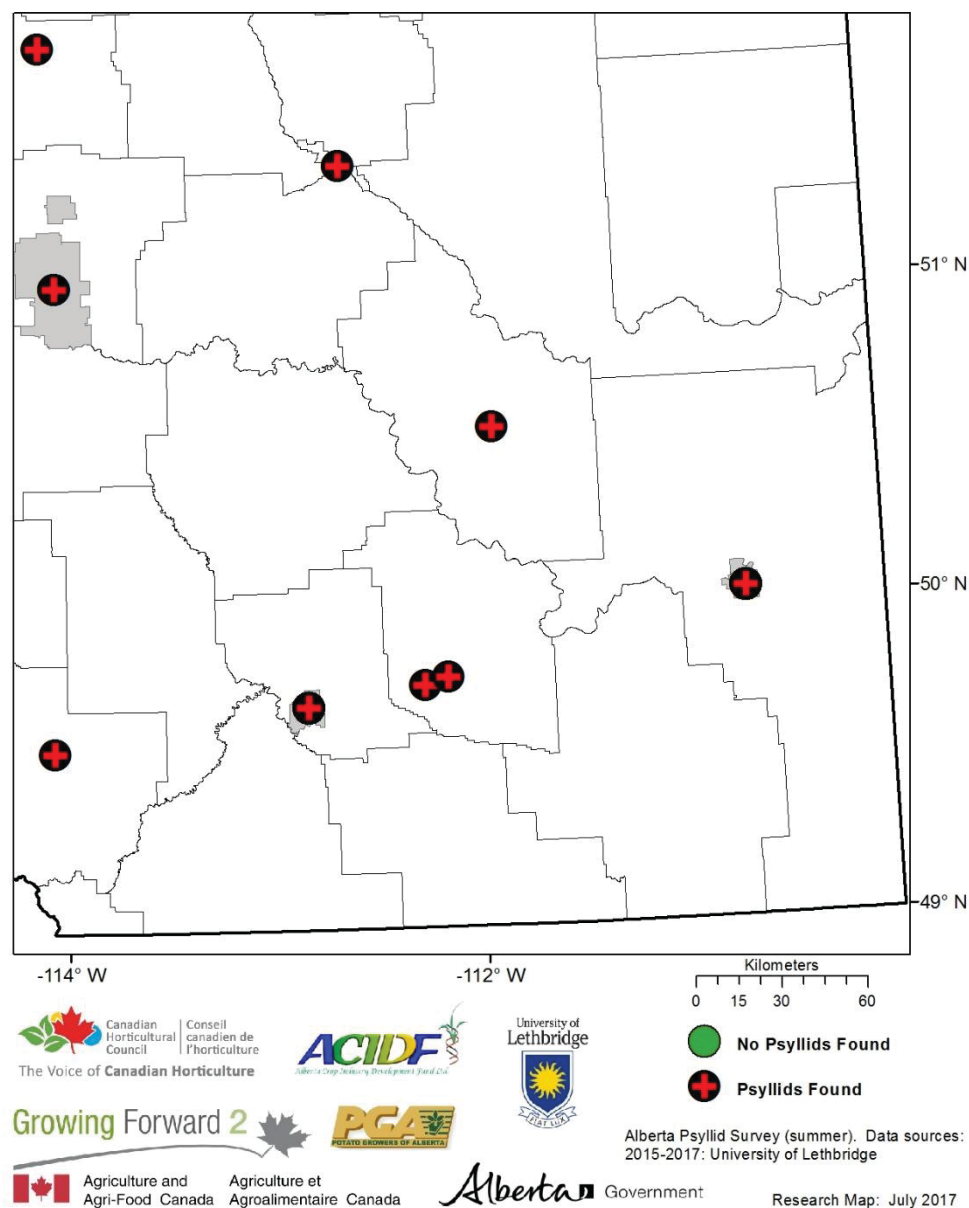 51° N
50° N
49° N
-114° W
-112° W
Kilometers
0 15 30 60
No Psyllids Found
Psyllids Found
Alberta Psyllid Survey (summer). Data sources:
2015-2017: University of Lethbridge
Research Map: July 2017
Canadian
Horticultural
Council
Conseil
canadien de
l'horticulture
The Voice of Canadian Horticulture
ACIDF
Alberta Crop Industry Development Fund Ltd.
University of
Lethbridge
FIAT LUX
Growing Forward 2
PGA
POTATO GROWERS OF ALBERTA
Agriculture and
Agri-Food Canada
Agriculture et
Agroalimentaire Canada
Alberta Government